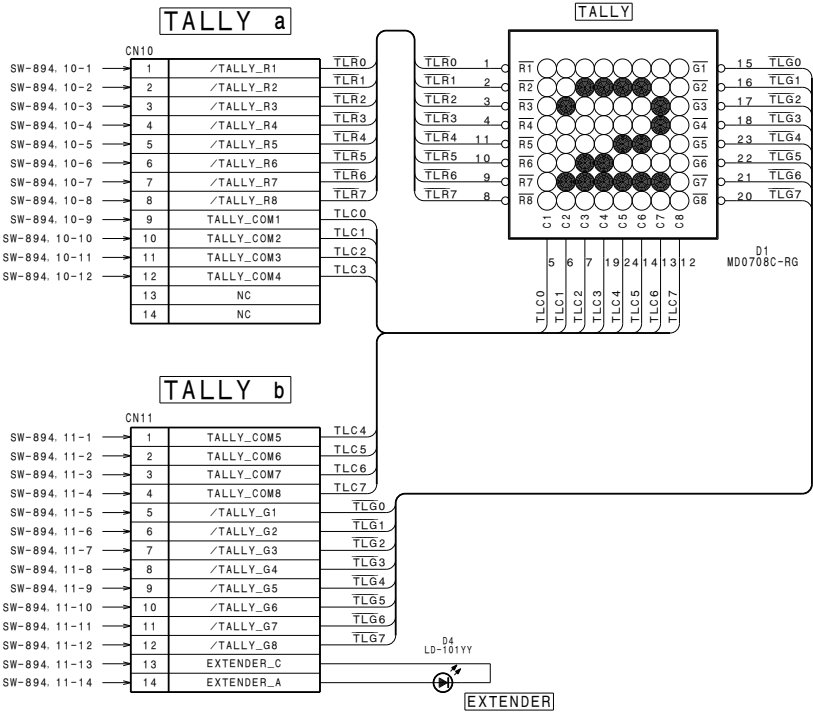 TALLY a
TALLY
CN10
SW-894. 10-1 1 /TALLY_R1 TLR0
SW-894. 10-2 2 /TALLY_R2 TLR1
SW-894. 10-3 3 /TALLY_R3 TLR2
SW-894. 10-4 4 /TALLY_R4 TLR3
SW-894. 10-5 5 /TALLY_R5 TLR4
SW-894. 10-6 6 /TALLY_R6 TLR5
SW-894. 10-7 7 /TALLY_R7 TLR6
SW-894. 10-8 8 /TALLY_R8 TLR7
SW-894. 10-9 9 TALLY_COM1 TLC0
SW-894. 10-10 10 TALLY_COM2 TLC1
SW-894. 10-11 11 TALLY_COM3 TLC2
SW-894. 10-12 12 TALLY_COM4 TLC3
13 NC
14 NC
TLR0 1 R1 G1 15 TLG0
TLR1 2 R2 G2 16 TLG1
TLR2 3 R3 G3 17 TLG2
TLR3 4 R4 G4 18 TLG3
TLR4 11 R5 G5 23 TLG4
TLR5 10 R6 G6 22 TLG5
TLR6 9 R7 G7 21 TLG6
TLR7 8 R8 G8 20 TLG7
C1 C2 C3 C4 C5 C6 C7 C8
5 6 7 19 24 14 13 12
TLC0 TLC1 TLC2 TLC3 TLC4 TLC5 TLC6 TLC7
D1
MD0708C-RG
TALLY b
CN11
SW-894. 11-1 1 TALLY_COM5 TLC4
SW-894. 11-2 2 TALLY_COM6 TLC5
SW-894. 11-3 3 TALLY_COM7 TLC6
SW-894. 11-4 4 TALLY_COM8 TLC7
SW-894. 11-5 5 /TALLY_G1 TLG0
SW-894. 11-6 6 /TALLY_G2 TLG1
SW-894. 11-7 7 /TALLY_G3 TLG2
SW-894. 11-8 8 /TALLY_G4 TLG3
SW-894. 11-9 9 /TALLY_G5 TLG4
SW-894. 11-10 10 /TALLY_G6 TLG5
SW-894. 11-11 11 /TALLY_G7 TLG6
SW-894. 11-12 12 /TALLY_G8 TLG7
SW-894. 11-13 13 EXTENDER_C
SW-894. 11-14 14 EXTENDER_A
D4
LD-101YY
EXTENDER